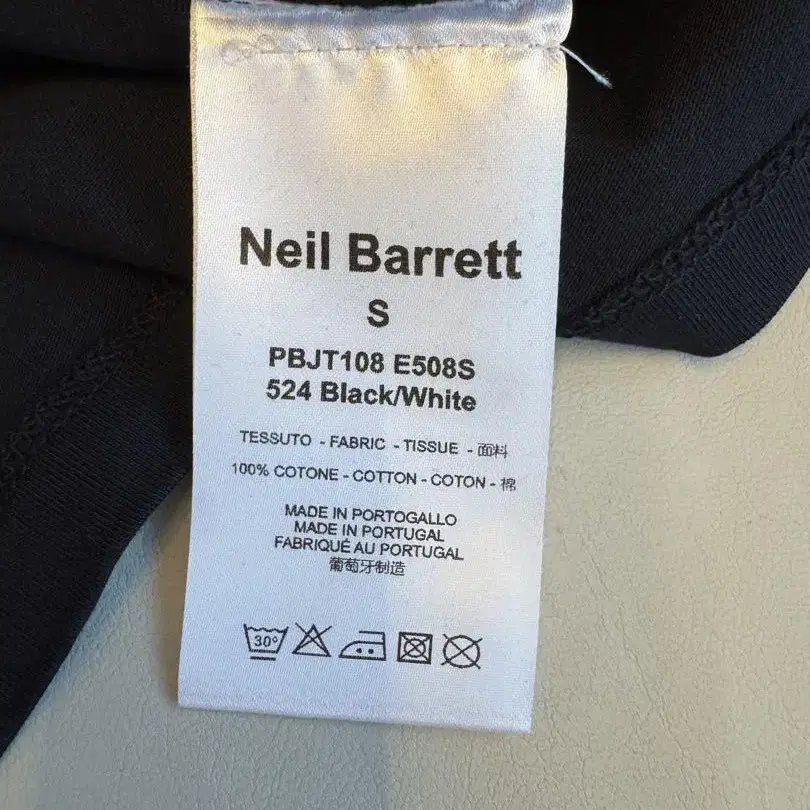 Neil Barrett
S
PBJT108 E508S
524 Black/White
TESSUTO - FABRIC - TISSUE - 面料
100% COTONE - COTTON - COTON - 棉
MADE IN PORTOGALLO
MADE IN PORTUGAL
FABRIQUÉ AU PORTUGAL
葡萄牙制造
30°